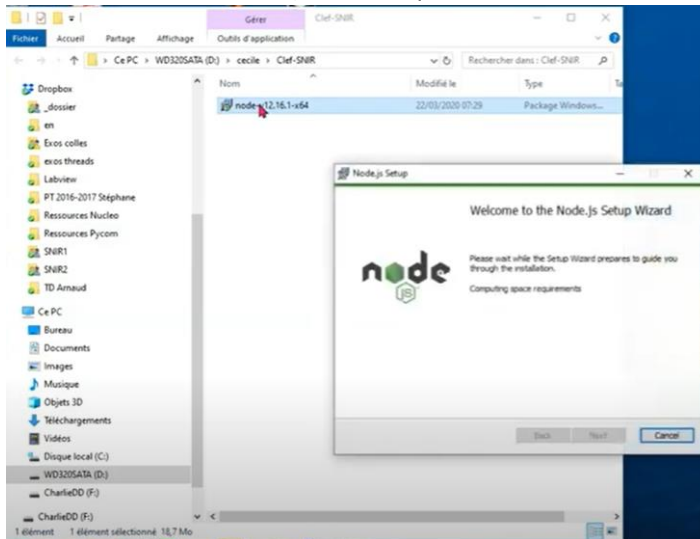 Gérer
Clef-SNIR
Fichier
Accueil
Partage
Affichage
Outils d'application
Ce PC > WD320SATA (D:) > cecile > Clef-SNIR
Rechercher dans : Clef-SNIR
Nom
Modifié le
Type
Ta
node-v12.16.1-x64
22/03/2020 07:29
Package Windows...
Dropbox
_dossier
en
Exos colles
exos threads
Labview
PT 2016-2017 Stéphane
Ressources Nucleo
Ressources Pycom
SNIR1
SNIR2
TD Arnaud
Ce PC
Bureau
Documents
Images
Musique
Objets 3D
Téléchargements
Vidéos
Disque local (C:)
WD320SATA (D:)
CharlieDD (F:)
CharlieDD (F:)
1 élément
1 élément sélectionné 18,7 Mo
Node.js Setup
Welcome to the Node.js Setup Wizard
node
JS
Please wait while the Setup Wizard prepares to guide you
through the installation.
Computing space requirements
Back
Next
Cancel